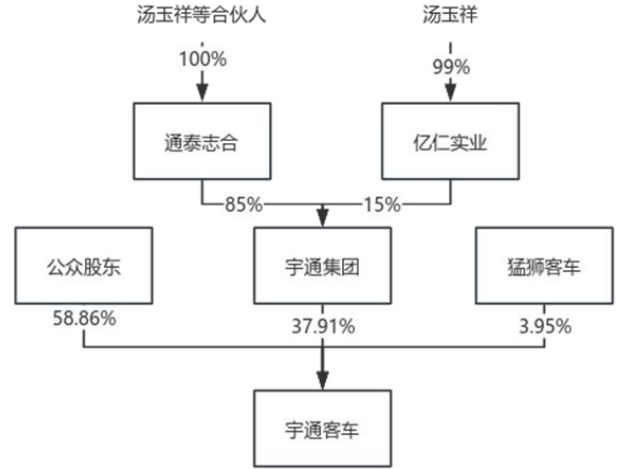 汤玉祥等合伙人
汤玉祥
100%
99%
通泰志合
亿仁实业
85%
15%
公众股东
宇通集团
猛狮客车
58.86%
37.91%
3.95%
宇通客车